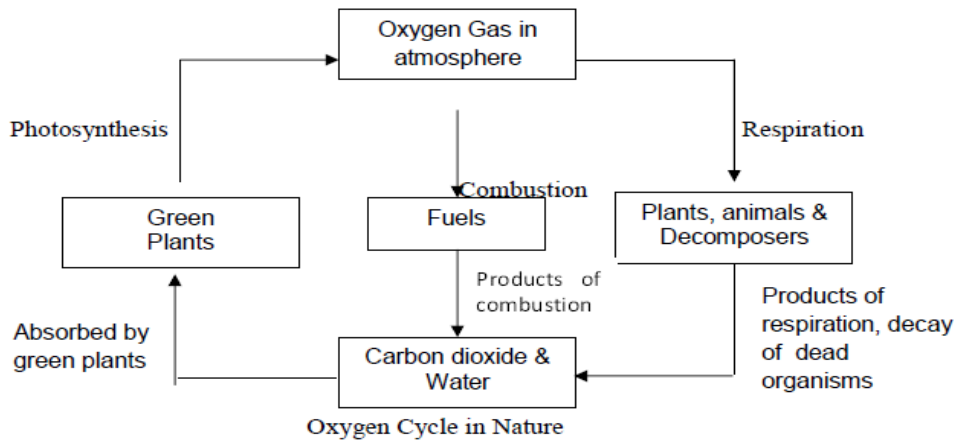 Oxygen Gas in
atmosphere
Photosynthesis
Respiration
Combustion
Green
Plants
Fuels
Plants, animals &
Decomposers
Products of
combustion
Products of
respiration, decay
of dead
organisms
Absorbed by
green plants
Carbon dioxide &
Water
Oxygen Cycle in Nature